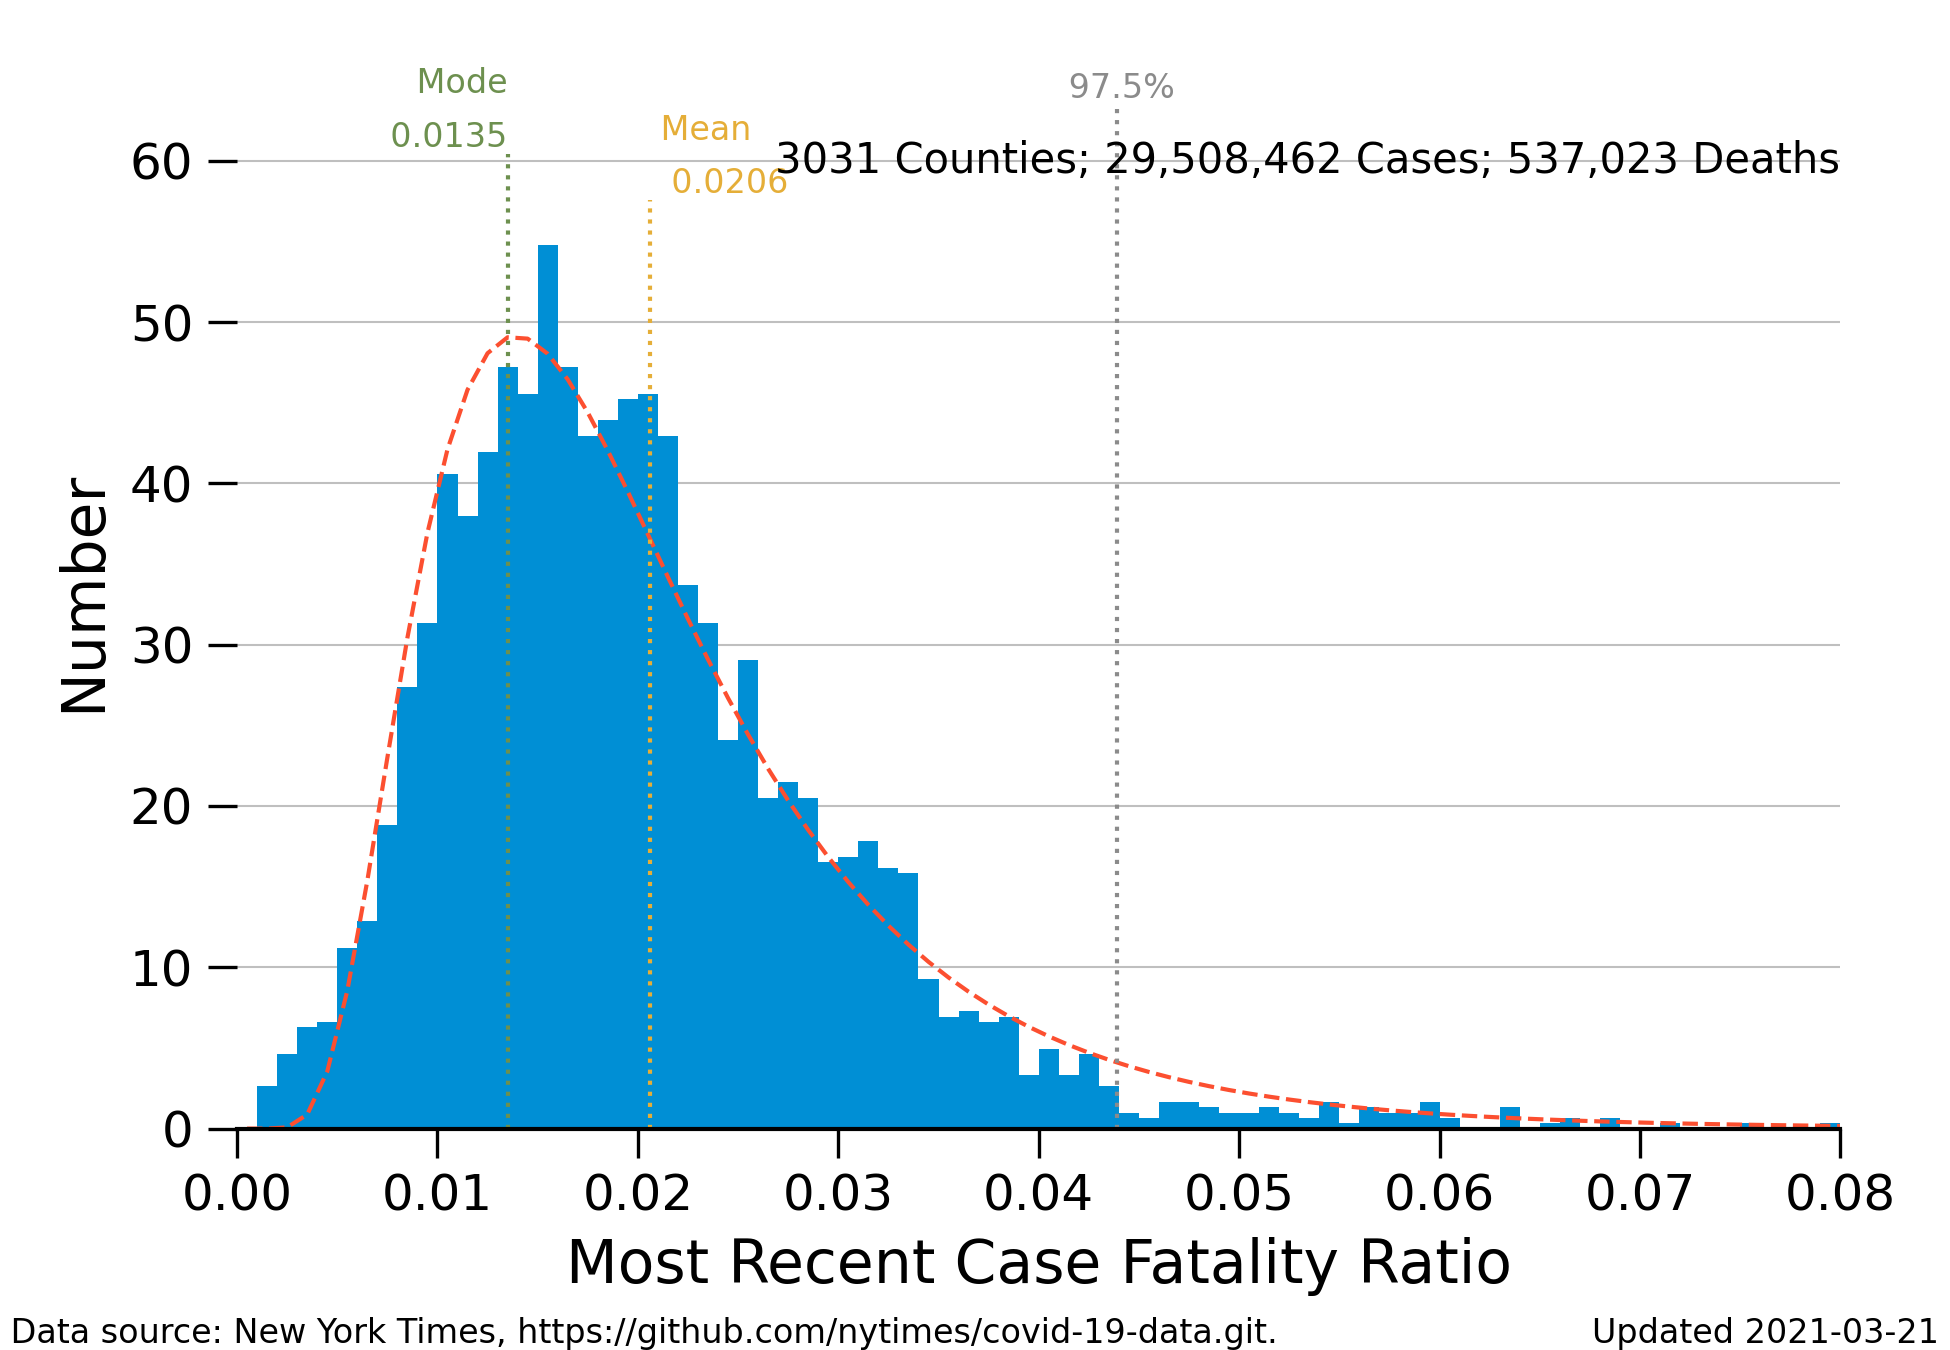 Mode
0.0135
Mean
0.0206
97.5%
3031 Counties; 29,508,462 Cases; 537,023 Deaths
60
50
40
30
20
10
0
Number
0.00 0.01 0.02 0.03 0.04 0.05 0.06 0.07 0.08
Most Recent Case Fatality Ratio
Data source: New York Times, https://github.com/nytimes/covid-19-data.git.
Updated 2021-03-21